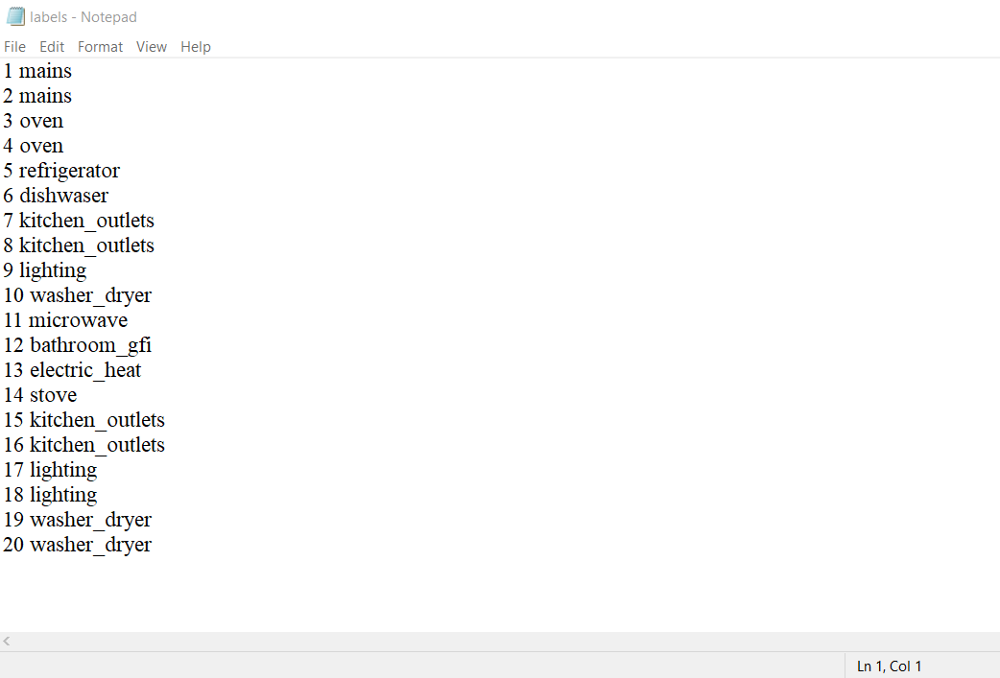 labels - Notepad
File Edit Format View Help
1 mains
2 mains
3 oven
4 oven
5 refrigerator
6 dishwaser
7 kitchen_outlets
8 kitchen_outlets
9 lighting
10 washer_dryer
11 microwave
12 bathroom_gfi
13 electric_heat
14 stove
15 kitchen_outlets
16 kitchen_outlets
17 lighting
18 lighting
19 washer_dryer
20 washer_dryer
Ln 1, Col 1